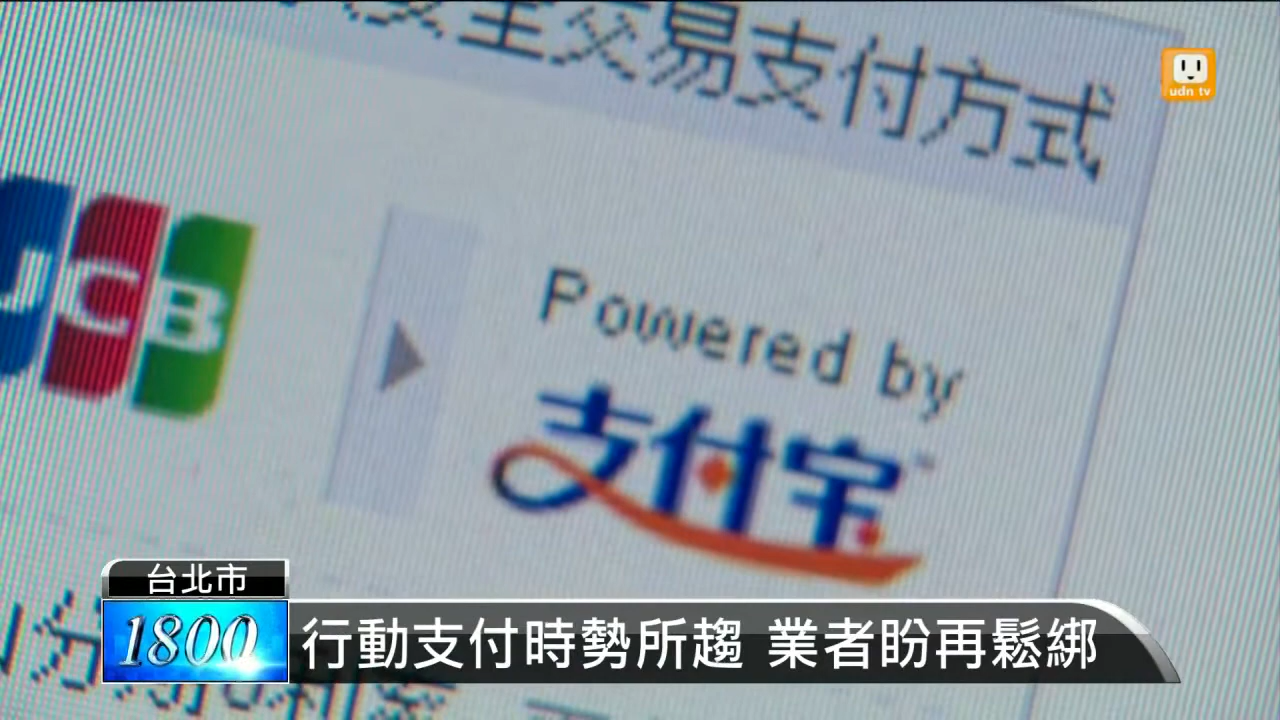 安全交易支付方式
udn tv
JCB
Powered by
支付宝
台北市
1800
行動支付時勢所趨 業者盼再鬆綁